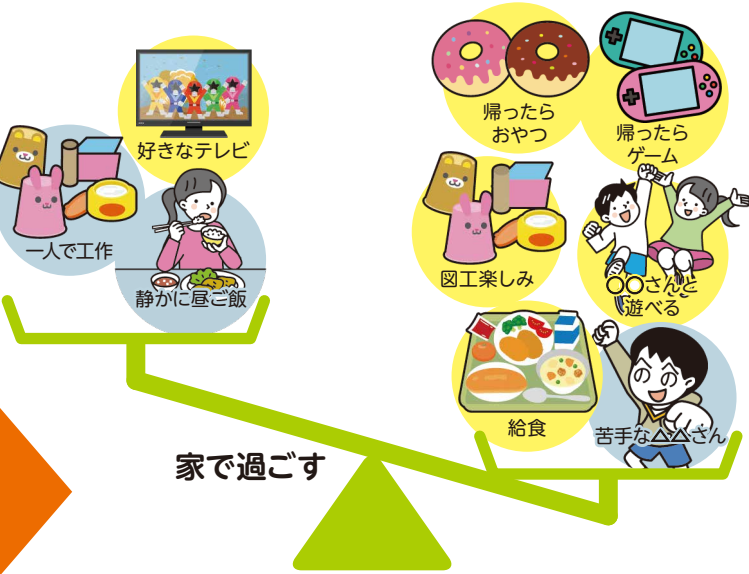 好きなテレビ
一人で工作
静かに昼ご飯
帰ったら
おやつ
帰ったら
ゲーム
図工楽しみ
○○さんと
遊べる
給食
苦手な△△さん
家で過ごす